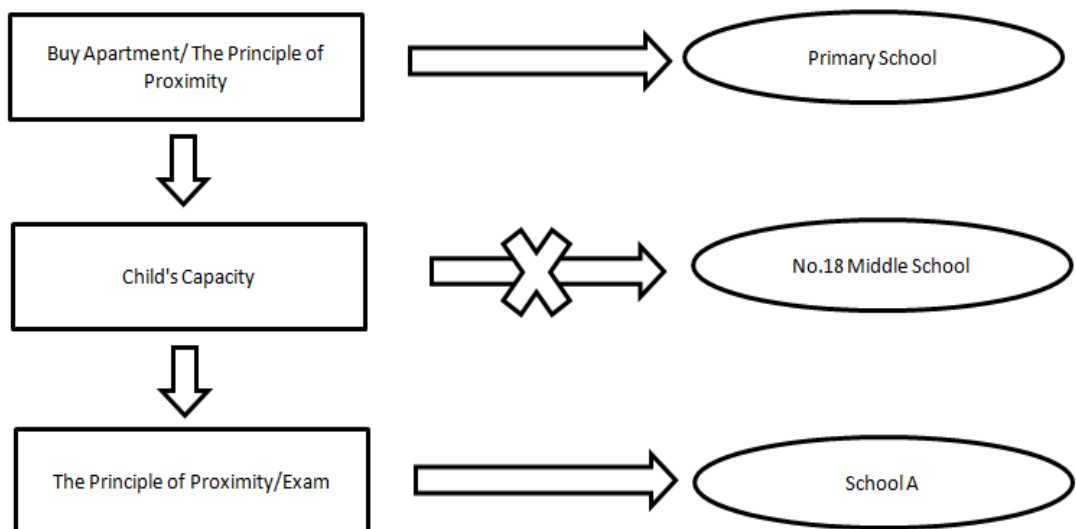 Buy Apartment/ The Principle of
Proximity
Primary School
Child's Capacity
No.18 Middle School
The Principle of Proximity/Exam
School A